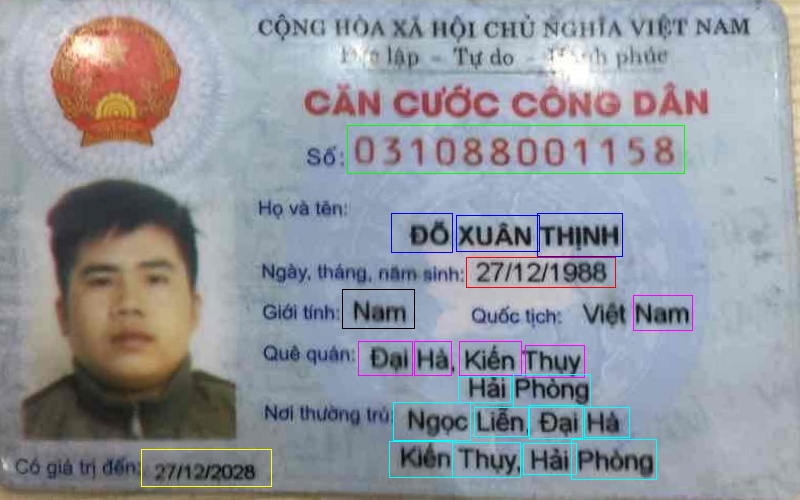 CỘNG HÒA XÃ HỘI CHỦ NGHĨA VIỆT NAM
lập - Tự do - Hạnh phúc
CĂN CƯỚC CÔNG DÂN
Số: 031088001158
Họ và tên:
ĐỖ XUÂN THỊNH
Ngày, tháng, năm sinh: 27/12/1988
Giới tính: Nam Quốc tịch: Việt Nam
Quê quán: Đại Hà, Kiến Thụy
Hải Phòng
Nơi thường trú: Ngọc Liễn, Đại Hà
Kiến Thụy, Hải Phòng
Có giá trị đến: 27/12/2028